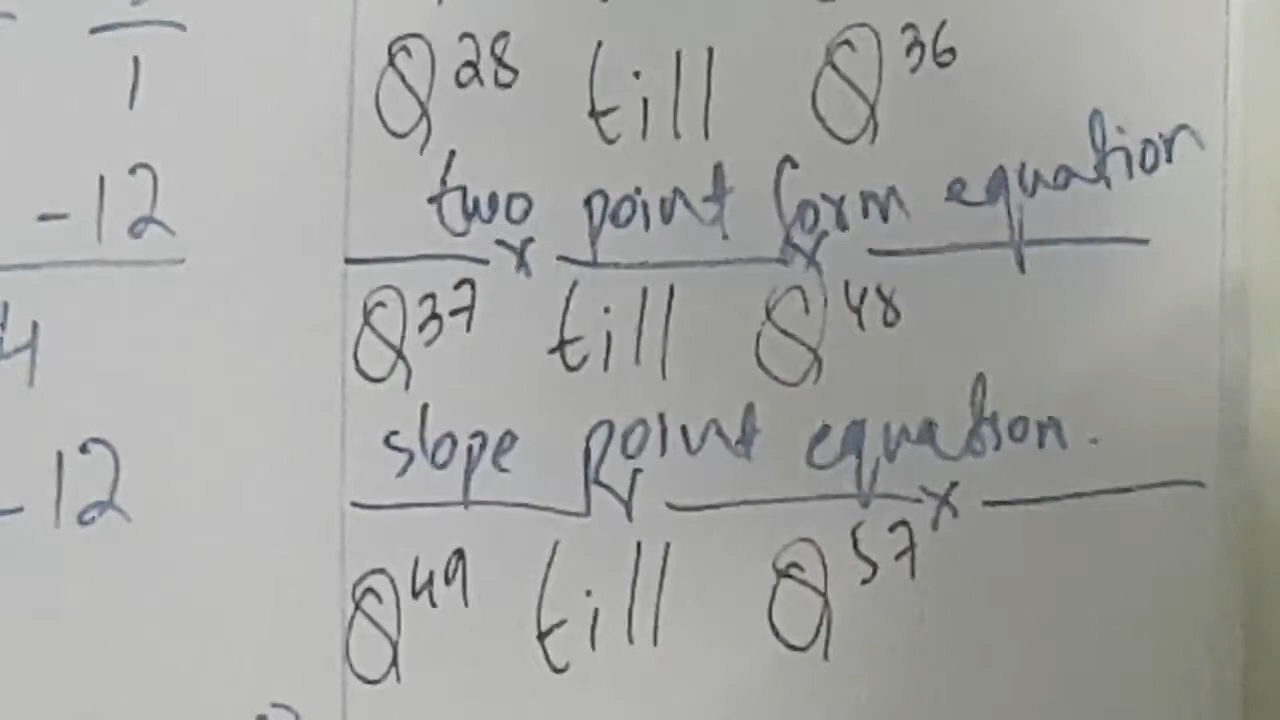 1
-12
4
-12
Q28 till Q36
two point form equation
x x
Q37 till Q48
slope point equation.
x
Q49 till Q57